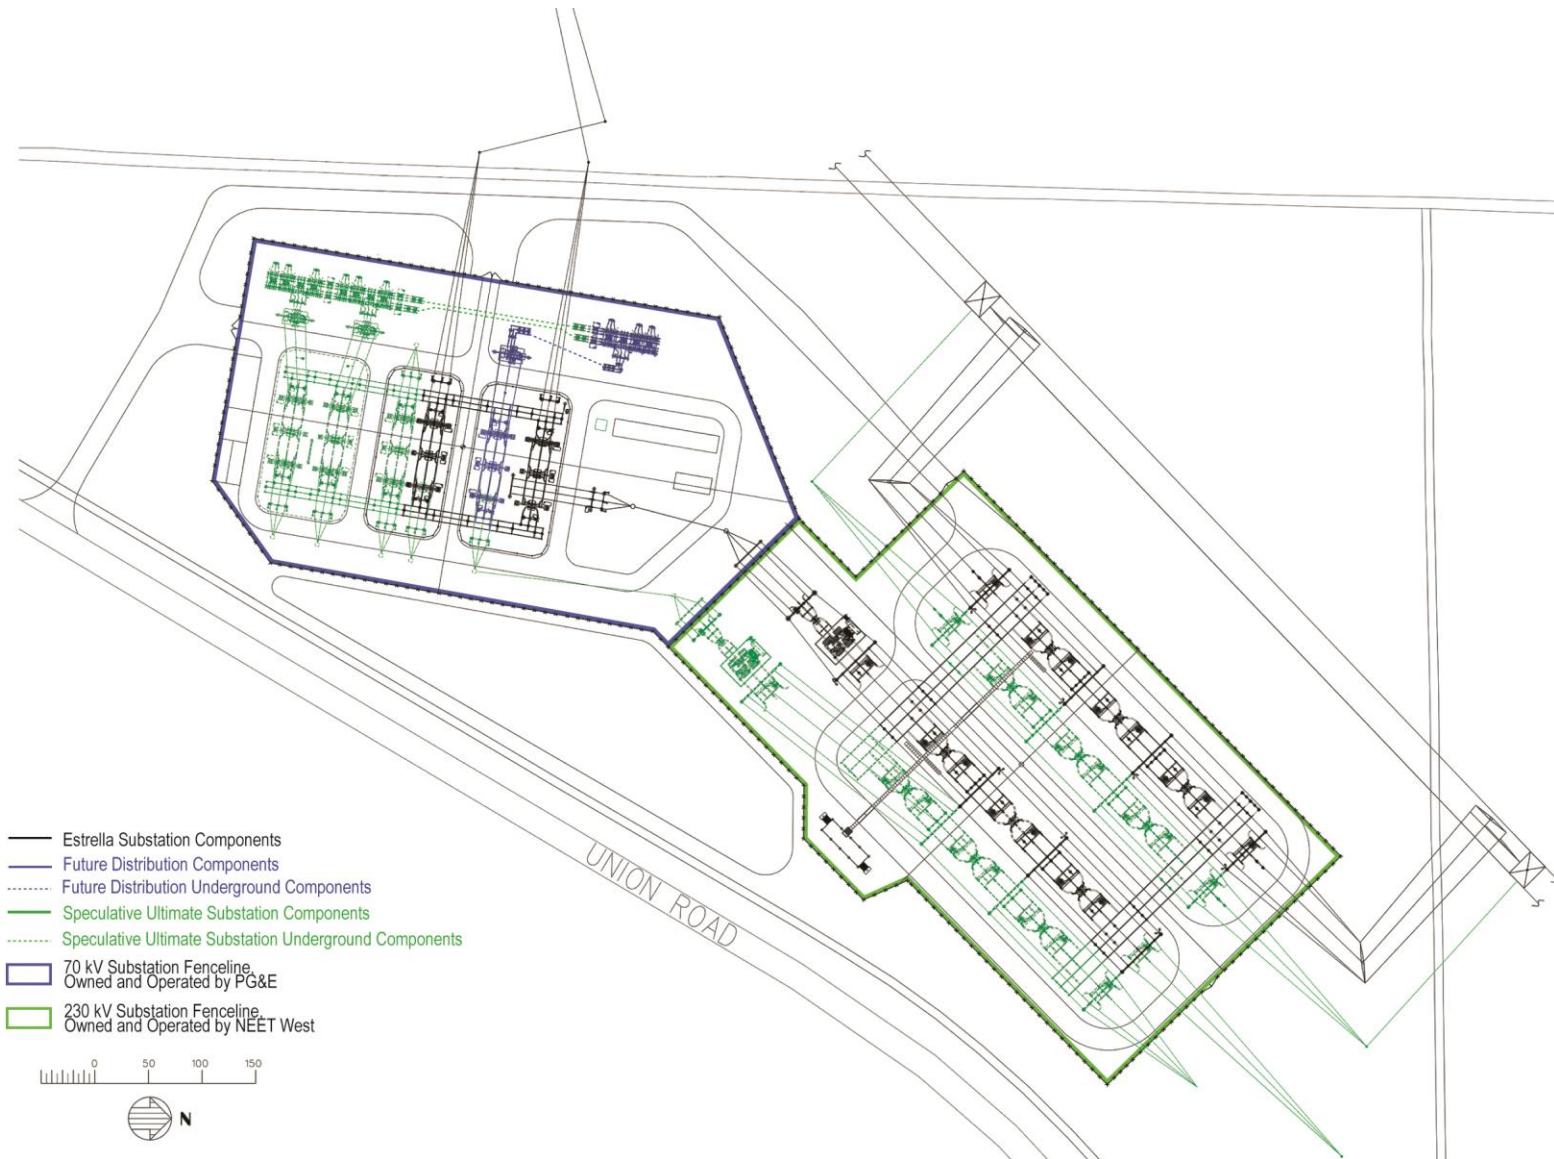 UNION ROAD
Estrella Substation Components
Future Distribution Components
Future Distribution Underground Components
Speculative Ultimate Substation Components
Speculative Ultimate Substation Underground Components
70 kV Substation Fenceline,
Owned and Operated by PG&E
230 kV Substation Fenceline,
Owned and Operated by NEET West
0 50 100 150
N